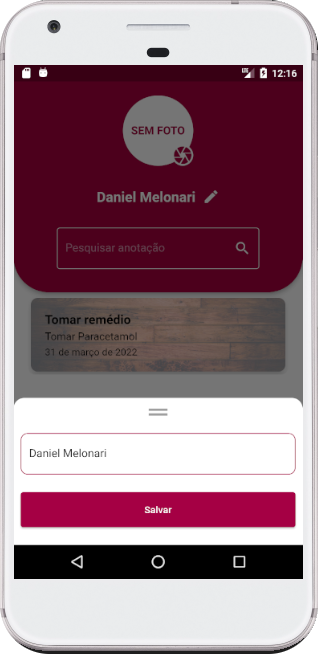 12:16
SEM FOTO
Daniel Melonari
Pesquisar anotação
Tomar remédio
Tomar Paracetamol
31 de março de 2022
Daniel Melonari
Salvar